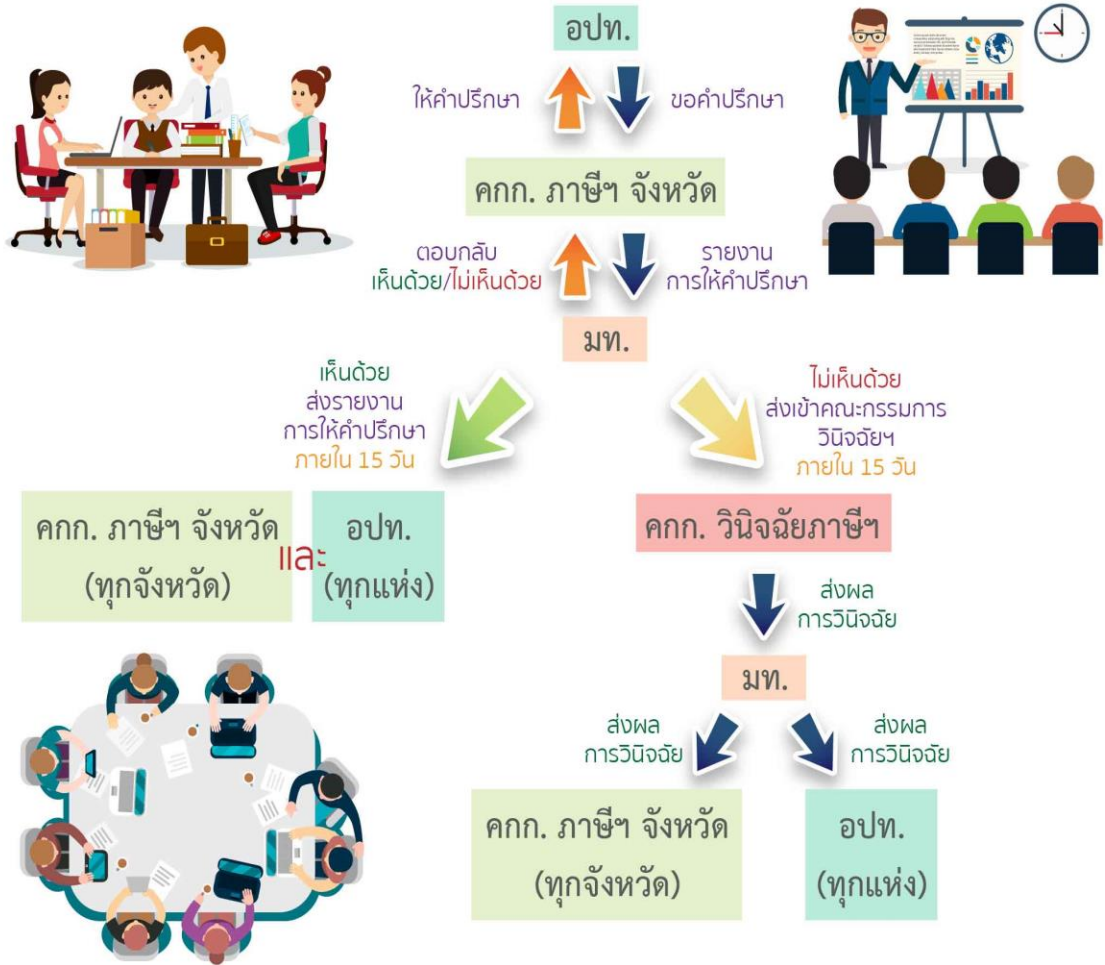 อปท.
ให้คำปรึกษา
ขอคำปรึกษา
คกก. ภาษีฯ จังหวัด
ตอบกลับ
เห็นด้วย/ไม่เห็นด้วย
รายงาน
การให้คำปรึกษา
มท.
เห็นด้วย
ส่งรายงาน
การให้คำปรึกษา
ภายใน 15 วัน
ไม่เห็นด้วย
ส่งเข้าคณะกรรมการ
วินิจฉัยฯ
ภายใน 15 วัน
คกก. ภาษีฯ จังหวัด
(ทุกจังหวัด)
และ
อปท.
(ทุกแห่ง)
คกก. วินิจฉัยภาษีฯ
ส่งผล
การวินิจฉัย
มท.
ส่งผล
การวินิจฉัย
ส่งผล
การวินิจฉัย
คกก. ภาษีฯ จังหวัด
(ทุกจังหวัด)
อปท.
(ทุกแห่ง)